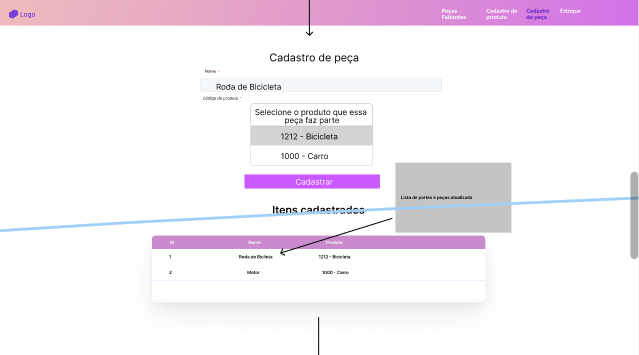 Logo
Peças
Faltantes
Cadastro de
produto
Cadastro
de peça
Estoque
Cadastro de peça
Nome *
Roda de Bicicleta
Código de produto *
Selecione o produto que essa
peça faz parte
1212 - Bicicleta
1000 - Carro
Cadastrar
Lista de partes e peças atualizada
Itens cadastrados
ID Nome Produto
1 Roda de Bicileta 1212 - Bicicleta
2 Motor 1000 - Carro